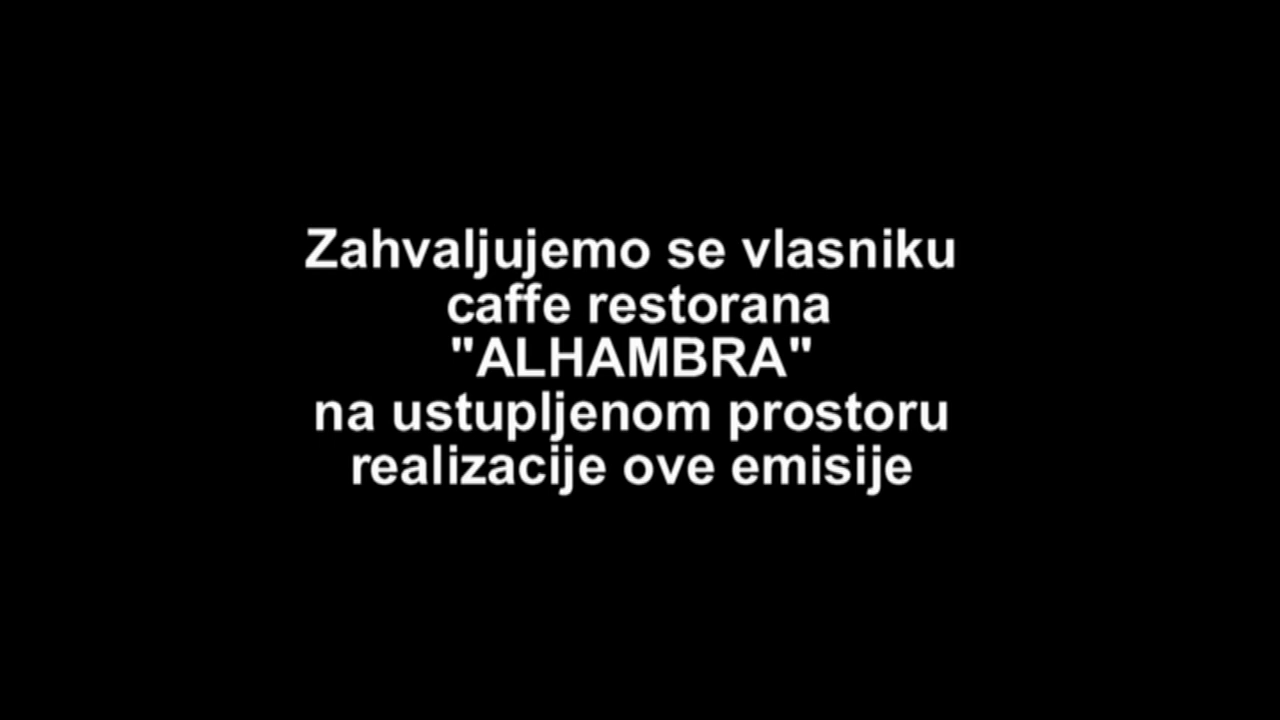 Zahvaljujemo se vlasniku
caffe restorana
"ALHAMBRA"
na ustupljenom prostoru
realizacije ove emisije